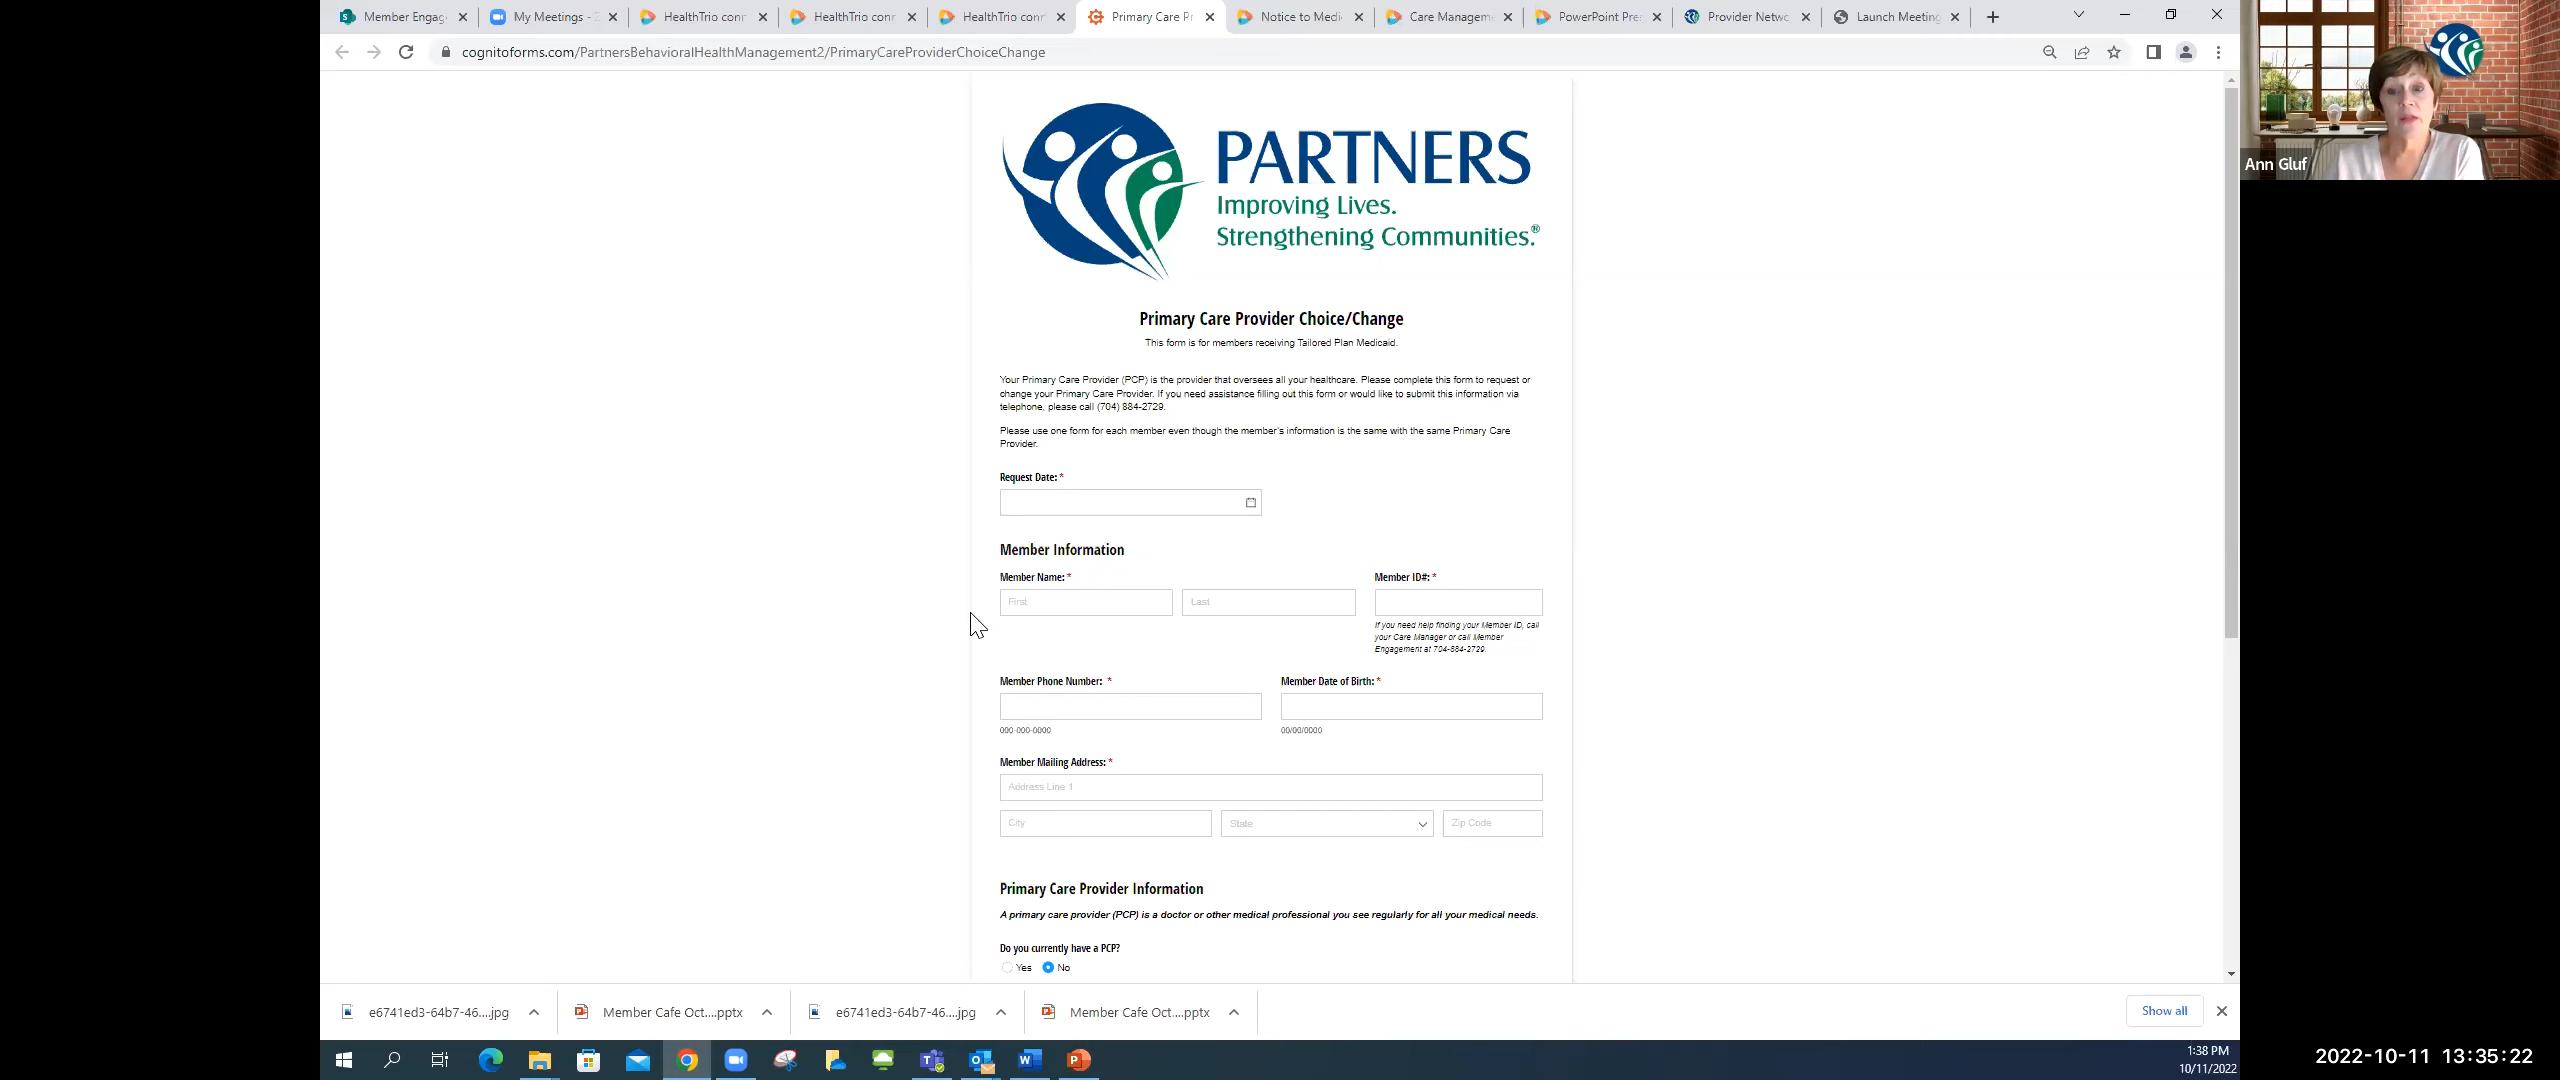 Member Engag
My Meetings - Z
HealthTrio conn
HealthTrio conn
HealthTrio conn
Primary Care Pr
Notice to Medi
Care Managem
PowerPoint Pre
Provider Netwo
Launch Meeting
cognitoforms.com/PartnersBehavioralHealthManagement2/PrimaryCareProviderChoiceChange
Ann Gluf
PARTNERS
Improving Lives.
Strengthening Communities.®
Primary Care Provider Choice/Change
This form is for members receiving Tailored Plan Medicaid.
Your Primary Care Provider (PCP) is the provider that oversees all your healthcare. Please complete this form to request or
change your Primary Care Provider. If you need assistance filling out this form or would like to submit this information via
telephone, please call (704) 884-2729.
Please use one form for each member even though the member's information is the same with the same Primary Care
Provider.
Request Date: *
Member Information
Member Name: *
Member ID#: *
First
Last
If you need help finding your Member ID, call
your Care Manager or call Member
Engagement at 704-884-2729.
Member Phone Number: *
Member Date of Birth: *
000-000-0000
00/00/0000
Member Mailing Address: *
Address Line 1
City
State
Zip Code
Primary Care Provider Information
A primary care provider (PCP) is a doctor or other medical professional you see regularly for all your medical needs.
Do you currently have a PCP?
Yes
No
e6741ed3-64b7-46....jpg
Member Cafe Oct....pptx
e6741ed3-64b7-46....jpg
Member Cafe Oct....pptx
Show all
1:38 PM
10/11/2022
2022-10-11 13:35:22